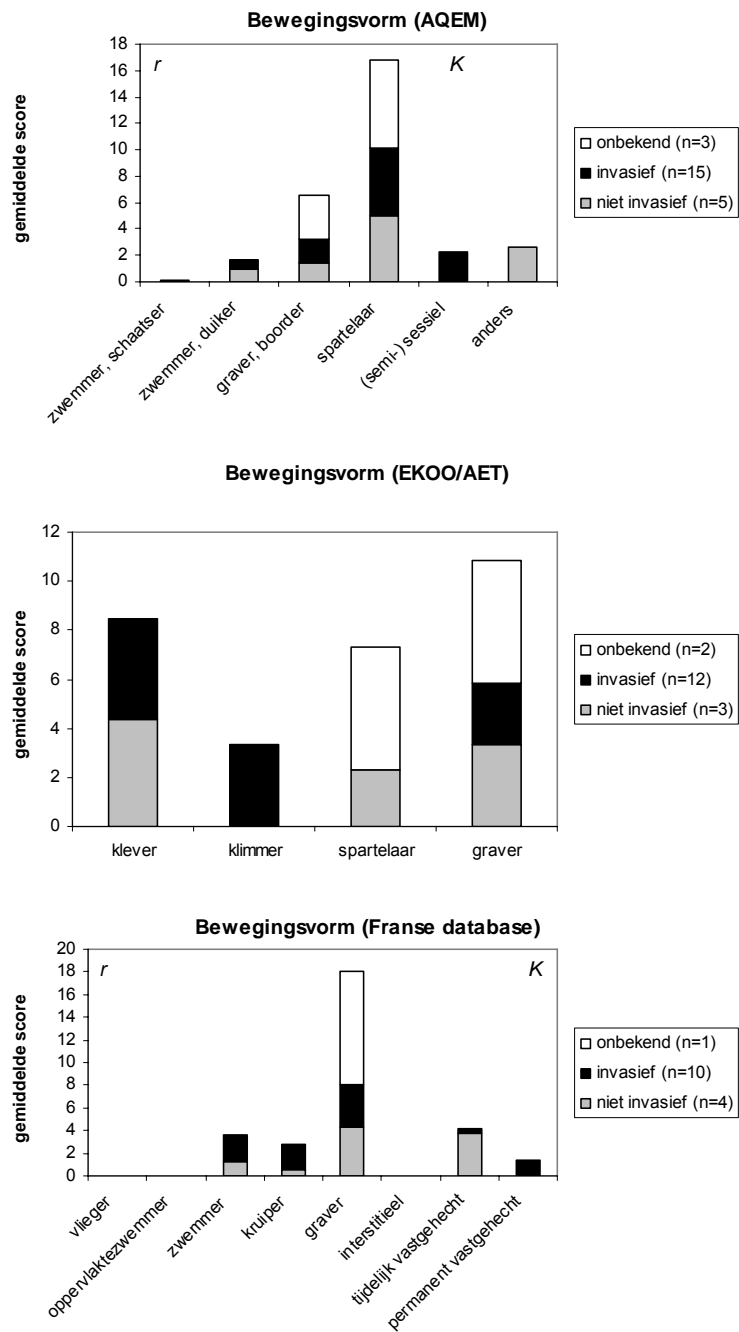 Bewegingsvorm (AQEM)
gemiddelde score
18
16
14
12
10
8
6
4
2
0
r
K
zwemmer, schaatser
zwemmer, duiker
graver, boorder
spartelaar
(semi-) sessiel
anders
onbekend (n=3)
invasief (n=15)
niet invasief (n=5)
Bewegingsvorm (EKOO/AET)
gemiddelde score
12
10
8
6
4
2
0
klever
klimmer
spartelaar
graver
onbekend (n=2)
invasief (n=12)
niet invasief (n=3)
Bewegingsvorm (Franse database)
gemiddelde score
20
18
16
14
12
10
8
6
4
2
0
r
K
vlieger
oppervlaktezwemmer
zwemmer
kruiper
graver
interstitieel
tijdelijk vastgehecht
permanent vastgehecht
onbekend (n=1)
invasief (n=10)
niet invasief (n=4)